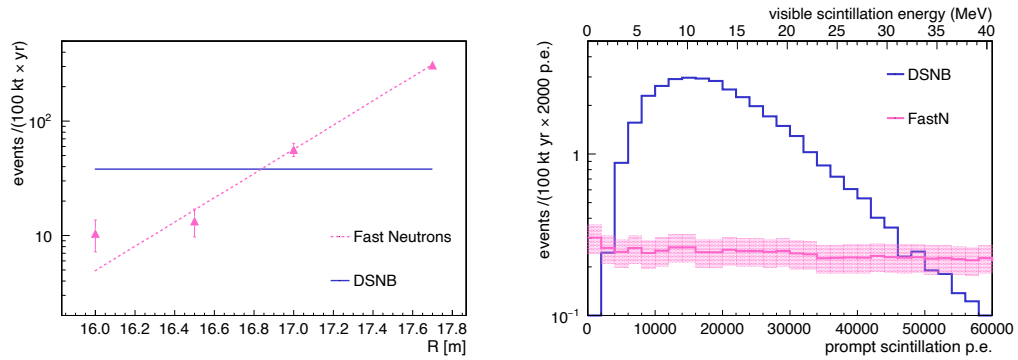 events /(100 kt × yr)
10²
10
Fast Neutrons
DSNB
16.0 16.2 16.4 16.6 16.8 17.0 17.2 17.4 17.6 17.8
R [m]
visible scintillation energy (MeV)
0 5 10 15 20 25 30 35 40
events /(100 kt yr × 2000 p.e.)
DSNB
FastN
1
10⁻¹
0 10000 20000 30000 40000 50000 60000
prompt scintillation p.e.